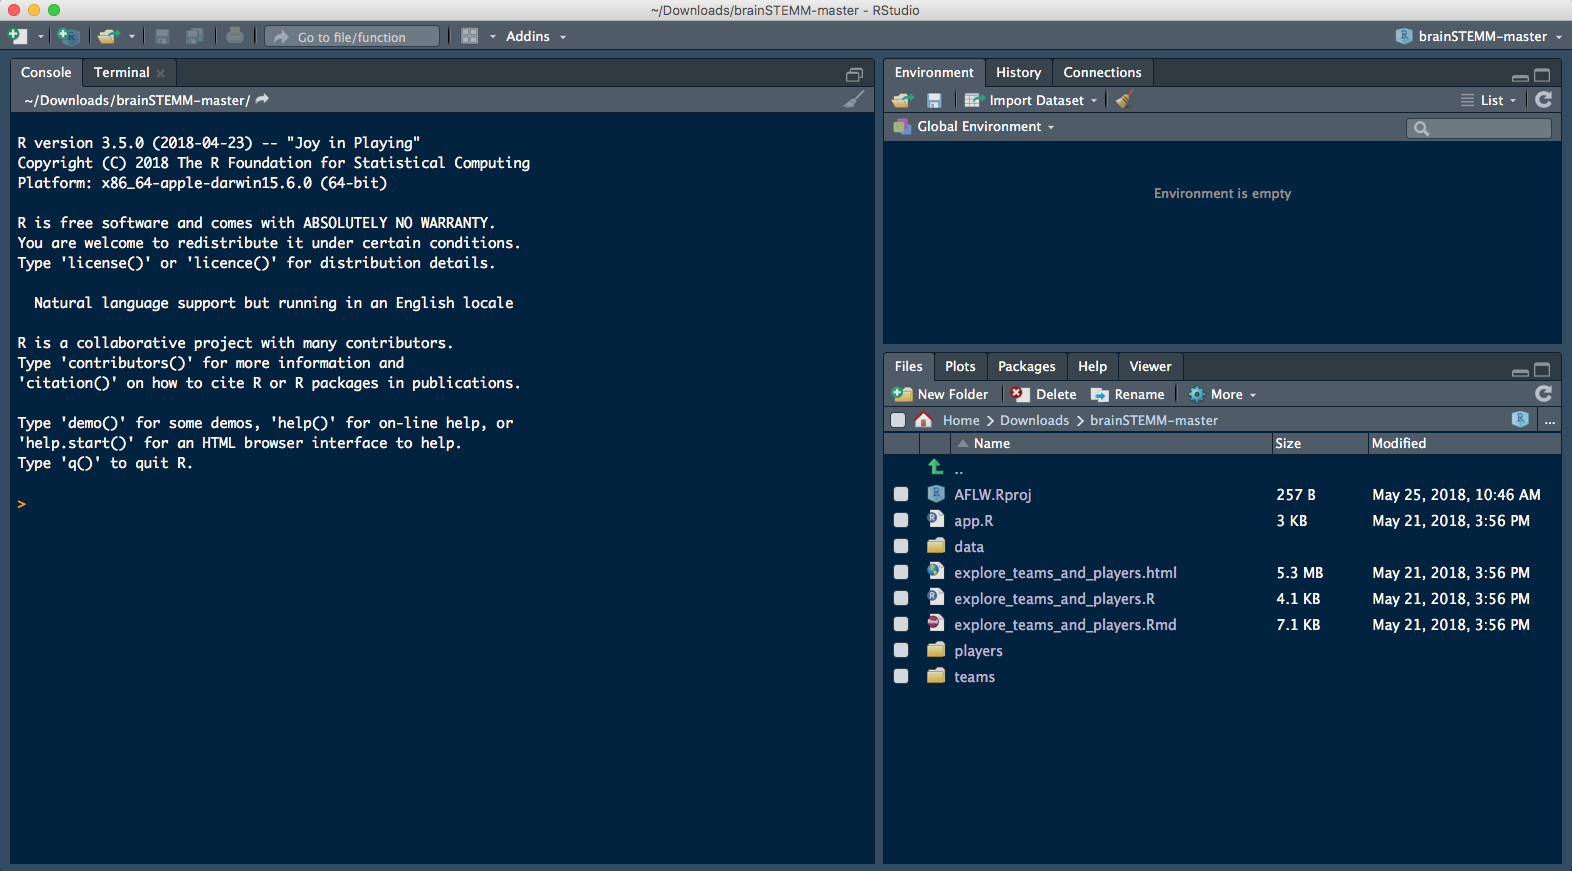 ~/Downloads/brainSTEMM-master - RStudio
Go to file/function
Addins
brainSTEMM-master
Console
Terminal
~/Downloads/brainSTEMM-master/
R version 3.5.0 (2018-04-23) -- "Joy in Playing"
Copyright (C) 2018 The R Foundation for Statistical Computing
Platform: x86_64-apple-darwin15.6.0 (64-bit)
R is free software and comes with ABSOLUTELY NO WARRANTY.
You are welcome to redistribute it under certain conditions.
Type 'license()' or 'licence()' for distribution details.
Natural language support but running in an English locale
R is a collaborative project with many contributors.
Type 'contributors()' for more information and
'citation()' on how to cite R or R packages in publications.
Type 'demo()' for some demos, 'help()' for on-line help, or
'help.start()' for an HTML browser interface to help.
Type 'q()' to quit R.
>
Environment History Connections
Import Dataset List
Global Environment
Environment is empty
Files Plots Packages Help Viewer
New Folder Delete Rename More
Home > Downloads > brainSTEMM-master ...
Name Size Modified
..
AFLW.Rproj 257 B May 25, 2018, 10:46 AM
app.R 3 KB May 21, 2018, 3:56 PM
data
explore_teams_and_players.html 5.3 MB May 21, 2018, 3:56 PM
explore_teams_and_players.R 4.1 KB May 21, 2018, 3:56 PM
explore_teams_and_players.Rmd 7.1 KB May 21, 2018, 3:56 PM
players
teams